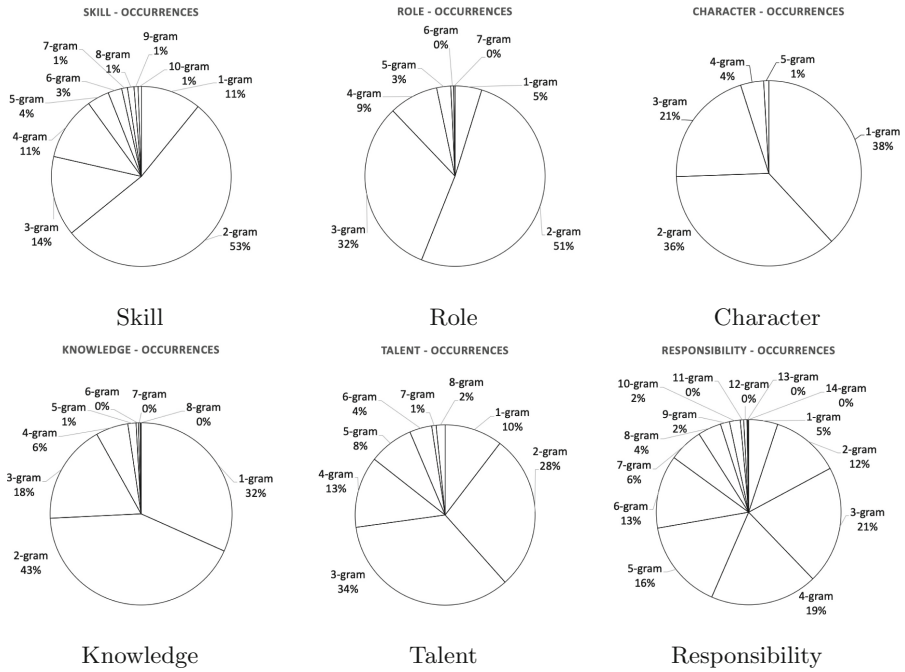 SKILL - OCCURRENCES
9-gram
1%
7-gram
1%
8-gram
1%
10-gram
1%
6-gram
3%
1-gram
11%
5-gram
4%
4-gram
11%
3-gram
14%
2-gram
53%
Skill
ROLE - OCCURRENCES
6-gram
0%
7-gram
0%
5-gram
3%
1-gram
5%
4-gram
9%
3-gram
32%
2-gram
51%
Role
CHARACTER - OCCURRENCES
4-gram
4%
5-gram
1%
3-gram
21%
1-gram
38%
2-gram
36%
Character
KNOWLEDGE - OCCURRENCES
6-gram
0%
7-gram
0%
8-gram
0%
5-gram
1%
4-gram
6%
3-gram
18%
1-gram
32%
2-gram
43%
Knowledge
TALENT - OCCURRENCES
8-gram
2%
7-gram
1%
6-gram
4%
1-gram
10%
5-gram
8%
2-gram
28%
4-gram
13%
3-gram
34%
Talent
RESPONSIBILITY - OCCURRENCES
11-gram
0%
12-gram
0%
13-gram
0%
14-gram
0%
10-gram
2%
9-gram
2%
1-gram
5%
8-gram
4%
2-gram
12%
7-gram
6%
6-gram
13%
3-gram
21%
5-gram
16%
4-gram
19%
Responsibility